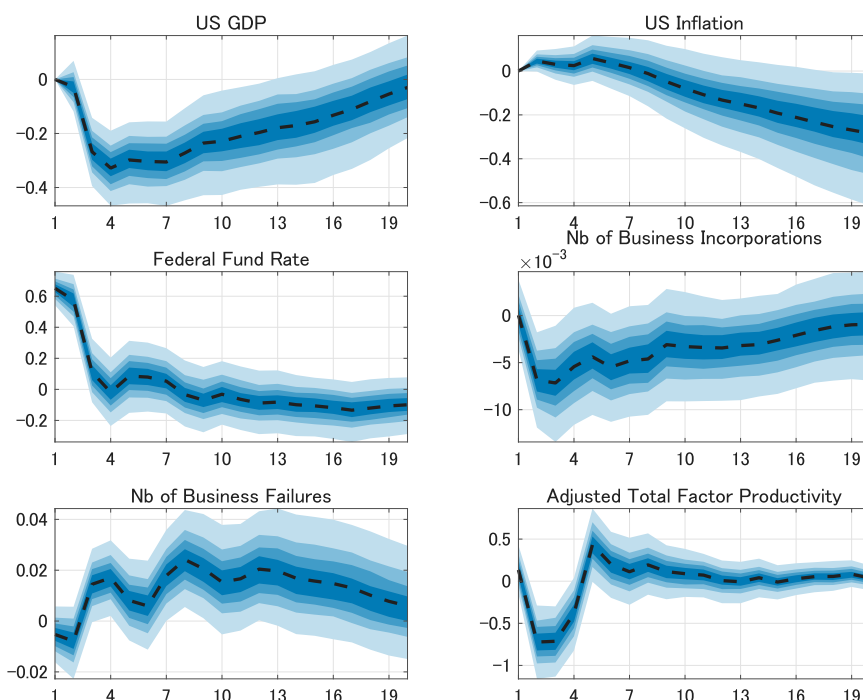 US GDP
0
−0.2
−0.4
1 4 7 10 13 16 19
US Inflation
0
−0.2
−0.4
−0.6
1 4 7 10 13 16 19
Federal Fund Rate
0.6
0.4
0.2
0
−0.2
1 4 7 10 13 16 19
Nb of Business Incorporations
×10−3
0
−5
−10
1 4 7 10 13 16 19
Nb of Business Failures
0.04
0.02
0
−0.02
1 4 7 10 13 16 19
Adjusted Total Factor Productivity
0.5
0
−0.5
−1
1 4 7 10 13 16 19